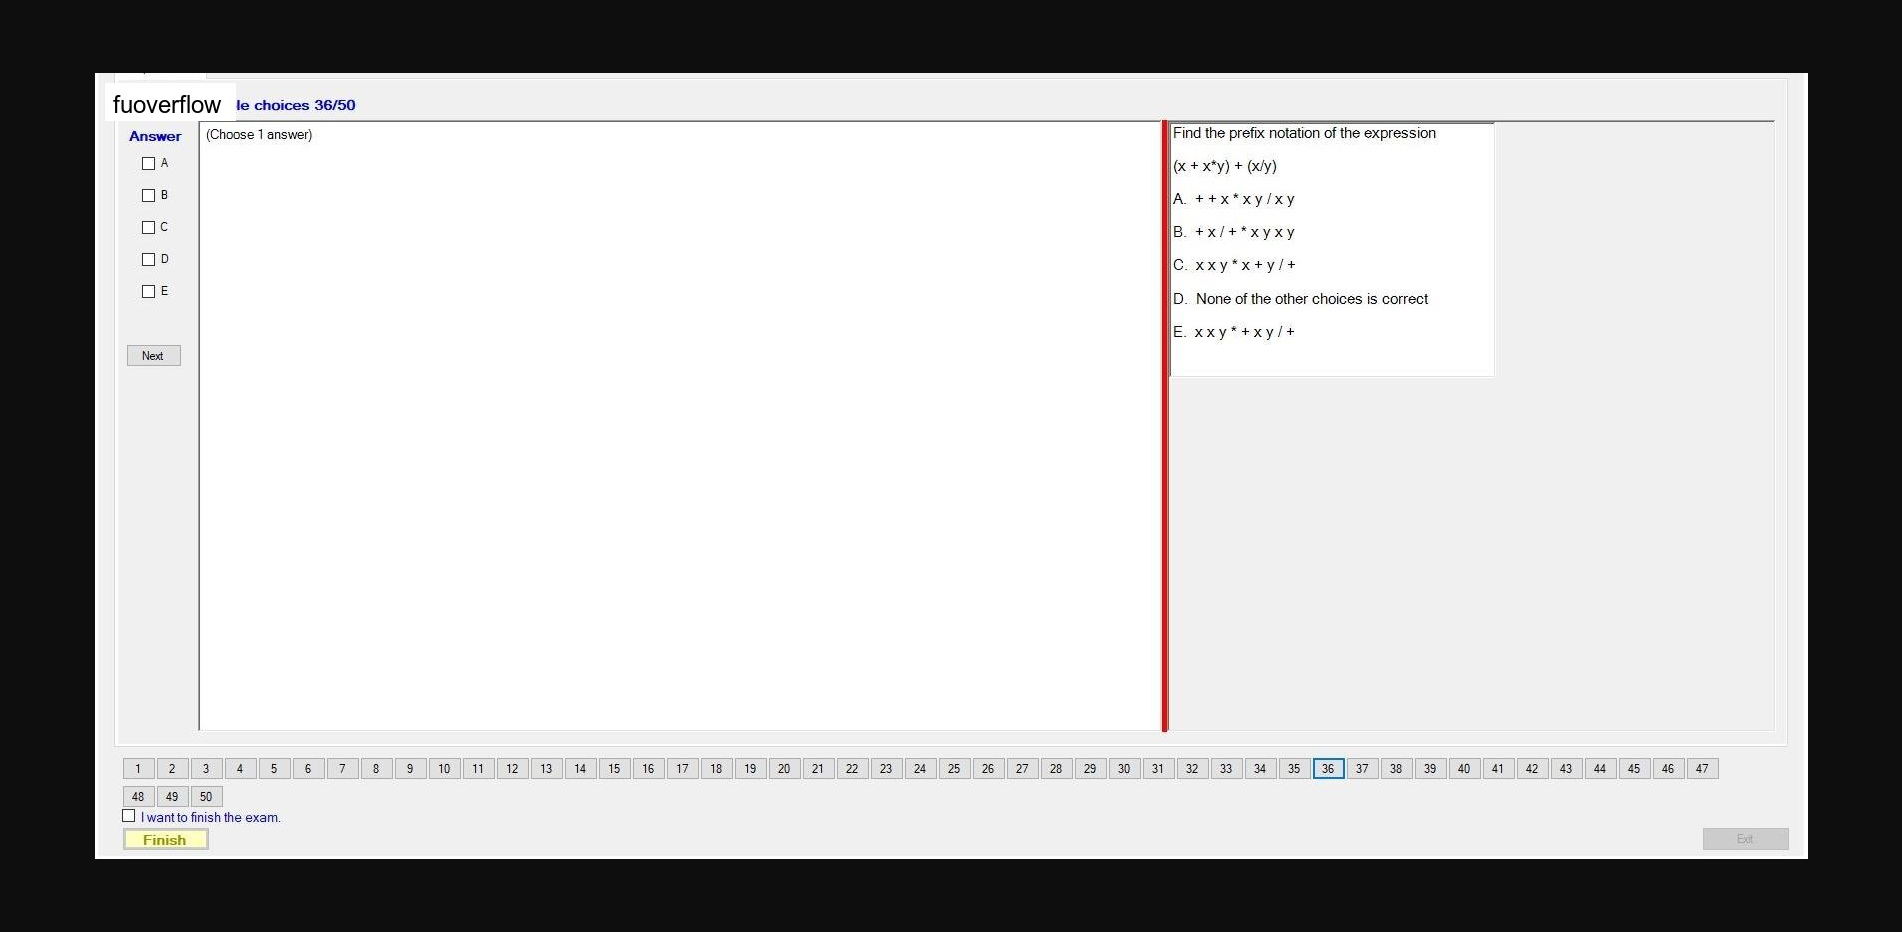 fuoverflow
le choices 36/50
Answer
(Choose 1 answer)
A
B
C
D
E
Next
Find the prefix notation of the expression
(x + x*y) + (x/y)
A. + + x * x y / x y
B. + x / + * x y x y
C. x x y * x + y / +
D. None of the other choices is correct
E. x x y * + x y / +
1 2 3 4 5 6 7 8 9 10 11 12 13 14 15 16 17 18 19 20 21 22 23 24 25 26 27 28 29 30 31 32 33 34 35 36 37 38 39 40 41 42 43 44 45 46 47
48 49 50
I want to finish the exam.
Finish
Exit